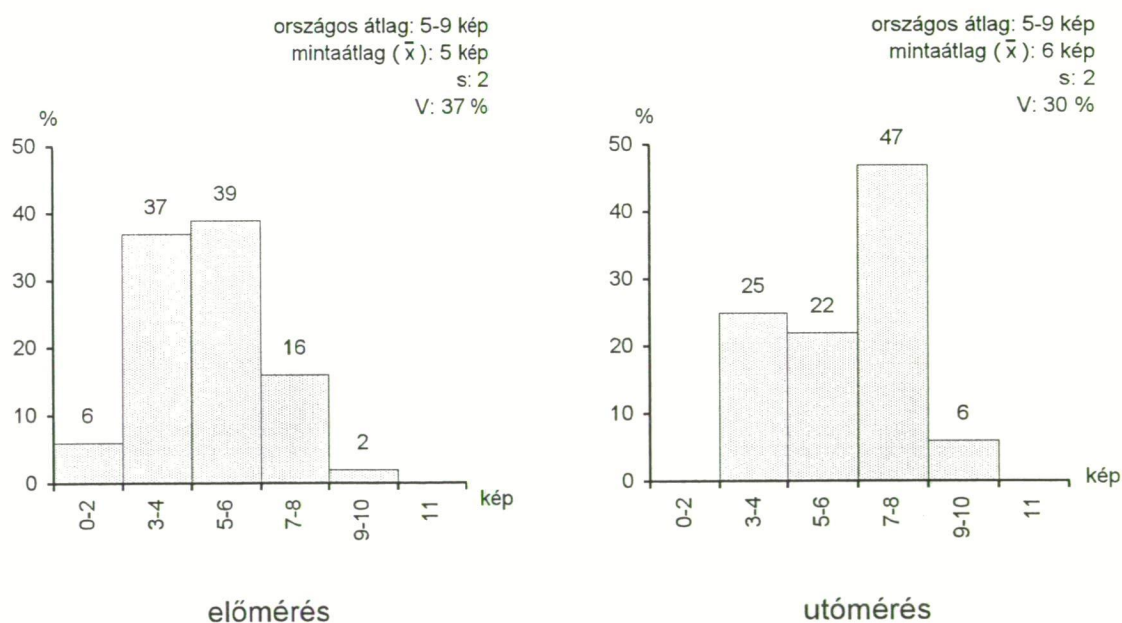 országos átlag: 5-9 kép
mintaátlag ( x̄ ): 5 kép
s: 2
V: 37 %
%
50
40
30
20
10
0
6
37
39
16
2
0-2
3-4
5-6
7-8
9-10
11
kép
előmérés
országos átlag: 5-9 kép
mintaátlag ( x̄ ): 6 kép
s: 2
V: 30 %
%
50
40
30
20
10
0
25
22
47
6
0-2
3-4
5-6
7-8
9-10
11
kép
utómérés